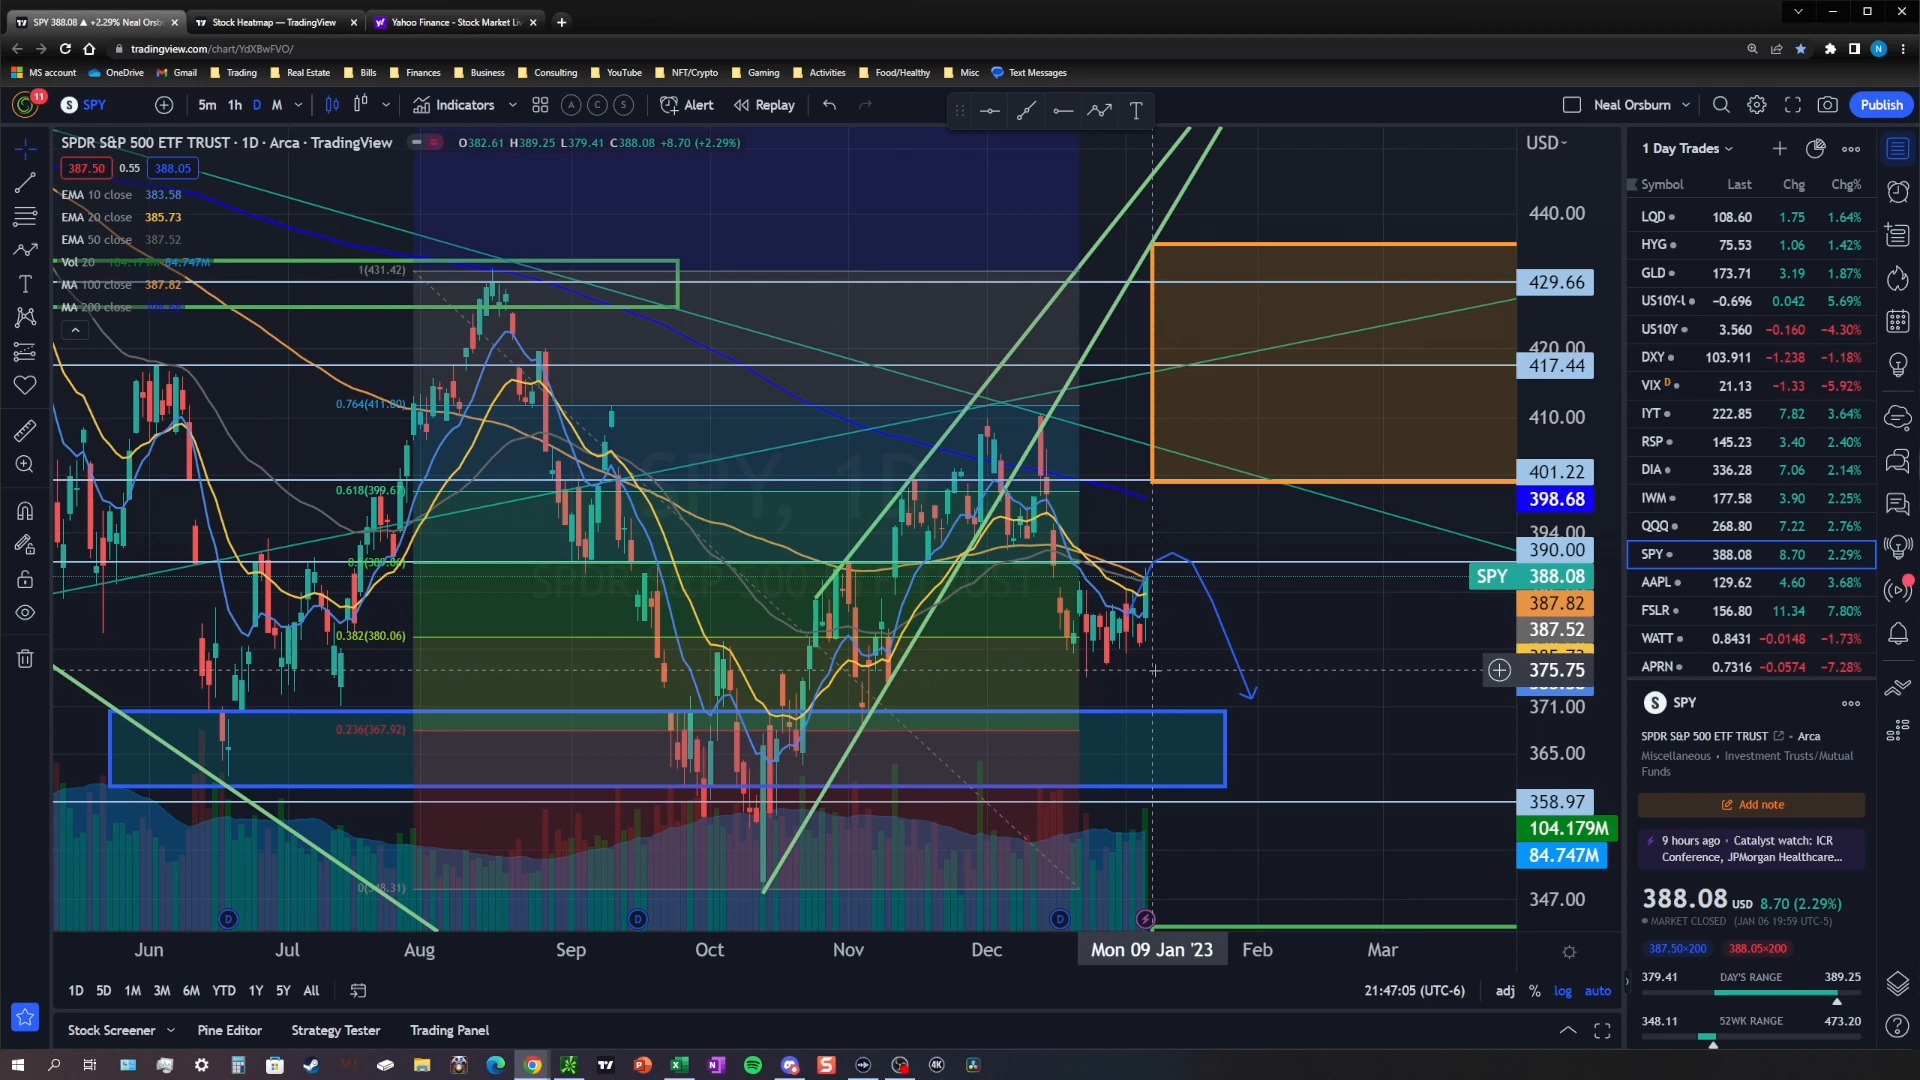 SPY 388.08 ▲ +2.29% Neal Orsb
Stock Heatmap — TradingView
Yahoo Finance - Stock Market Li
tradingview.com/chart/YdXBwFVO/
MS account
OneDrive
Gmail
Trading
Real Estate
Bills
Finances
Business
Consulting
YouTube
NFT/Crypto
Gaming
Activities
Food/Healthy
Misc
Text Messages
11
S SPY
5m 1h D M
Indicators
A C S
Alert
Replay
Neal Orsburn
Publish
SPDR S&P 500 ETF TRUST · 1D · Arca · TradingView
O382.61 H389.25 L379.41 C388.08 +8.70 (+2.29%)
387.50 0.55 388.05
EMA 10 close 383.58
EMA 20 close 385.73
EMA 50 close 387.52
Vol 20 104.179M 84.747M
MA 100 close 387.82
MA 200 close
1(431.42)
0.764(411.80)
0.618(399.67)
0.382(380.06)
0.236(367.92)
SPY, 1D
SPDR S&P 500 ETF TRUST
USD
440.00
429.66
420.00
417.44
410.00
401.22
398.68
394.00
390.00
SPY 388.08
387.82
387.52
375.75
371.00
365.00
358.97
104.179M
84.747M
347.00
D
D
D
Jun
Jul
Aug
Sep
Oct
Nov
Dec
Mon 09 Jan '23
Feb
Mar
1D 5D 1M 3M 6M YTD 1Y 5Y All
21:47:05 (UTC-6)
adj % log auto
Stock Screener
Pine Editor
Strategy Tester
Trading Panel
1 Day Trades
Symbol Last Chg Chg%
LQD 108.60 1.75 1.64%
HYG 75.53 1.06 1.42%
GLD 173.71 3.19 1.87%
US10Y-L −0.696 0.042 5.69%
US10Y 3.560 −0.160 −4.30%
DXY 103.911 −1.238 −1.18%
VIX D 21.13 −1.33 −5.92%
IYT 222.85 7.82 3.64%
RSP 145.23 3.40 2.40%
DIA 336.28 7.06 2.14%
IWM 177.58 3.90 2.25%
QQQ 268.80 7.22 2.76%
SPY 388.08 8.70 2.29%
AAPL 129.62 4.60 3.68%
FSLR 156.80 11.34 7.80%
WATT 0.8431 −0.0148 −1.73%
APRN 0.7316 −0.0574 −7.28%
S SPY
SPDR S&P 500 ETF TRUST · Arca
Miscellaneous · Investment Trusts/Mutual
Funds
Add note
9 hours ago · Catalyst watch: ICR
Conference, JPMorgan Healthcare...
388.08 USD 8.70 (2.29%)
MARKET CLOSED (JAN 06 19:59 UTC-5)
387.50×200 388.05×200
379.41 DAY'S RANGE 389.25
348.11 52WK RANGE 473.20